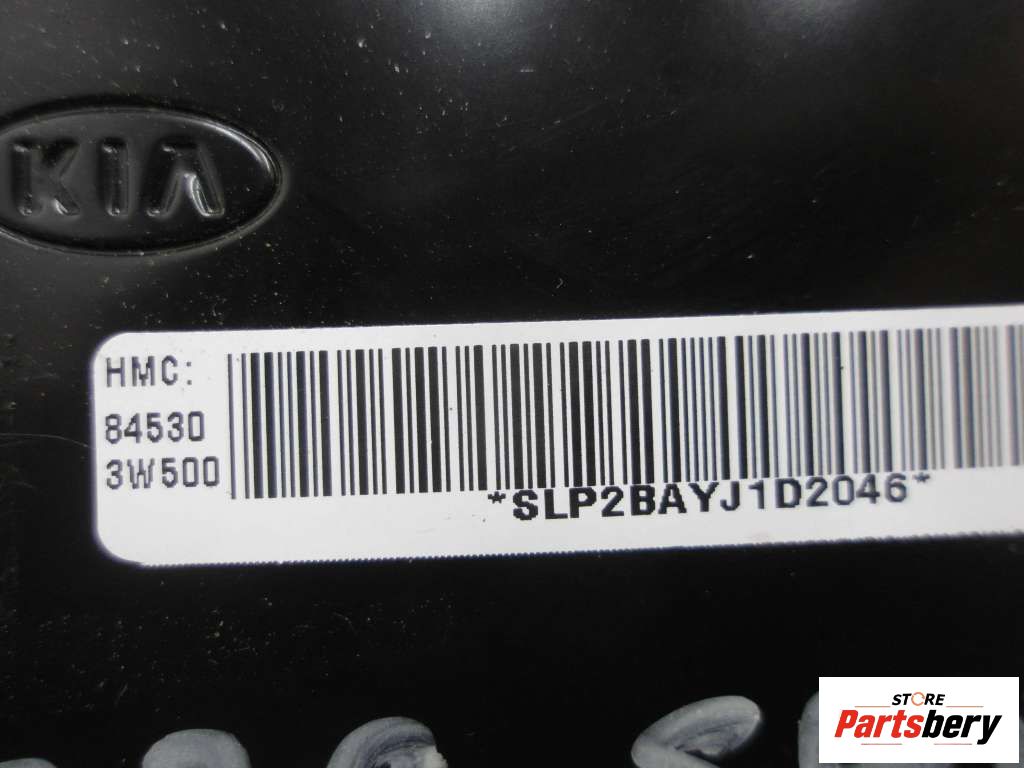 KIA
HMC:
84530
3W500
*SLP2BAYJ1D2046*
STORE
Partsbery